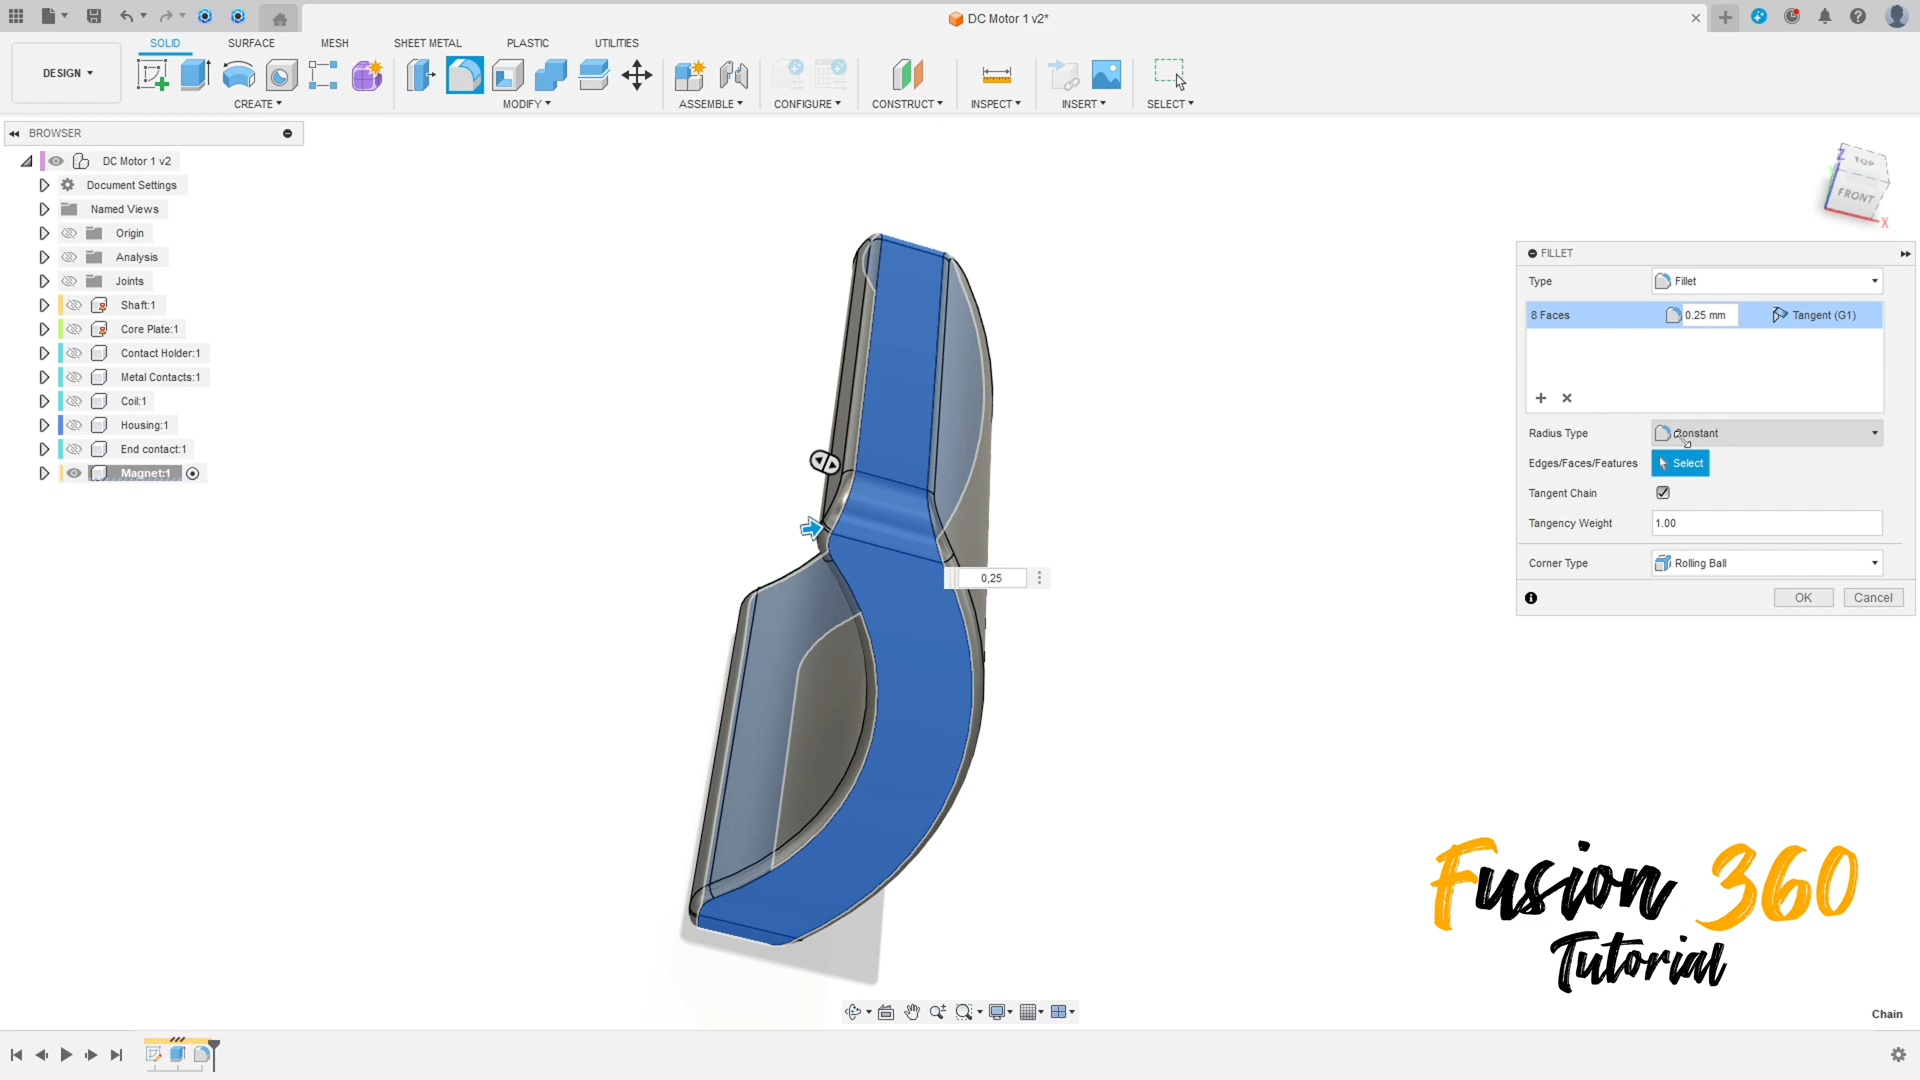 DC Motor 1 v2*
SOLID
SURFACE
MESH
SHEET METAL
PLASTIC
UTILITIES
DESIGN
CREATE
MODIFY
ASSEMBLE
CONFIGURE
CONSTRUCT
INSPECT
INSERT
SELECT
BROWSER
DC Motor 1 v2
Document Settings
Named Views
Origin
Analysis
Joints
Shaft:1
Core Plate:1
Contact Holder:1
Metal Contacts:1
Coil:1
Housing:1
End contact:1
Magnet:1
TOP
FRONT
Z
X
FILLET
Type Fillet
8 Faces 0.25 mm Tangent (G1)
Radius Type Constant
Edges/Faces/Features Select
Tangent Chain
Tangency Weight 1.00
Corner Type Rolling Ball
OK Cancel
0,25
Fusion 360
Tutorial
Chain